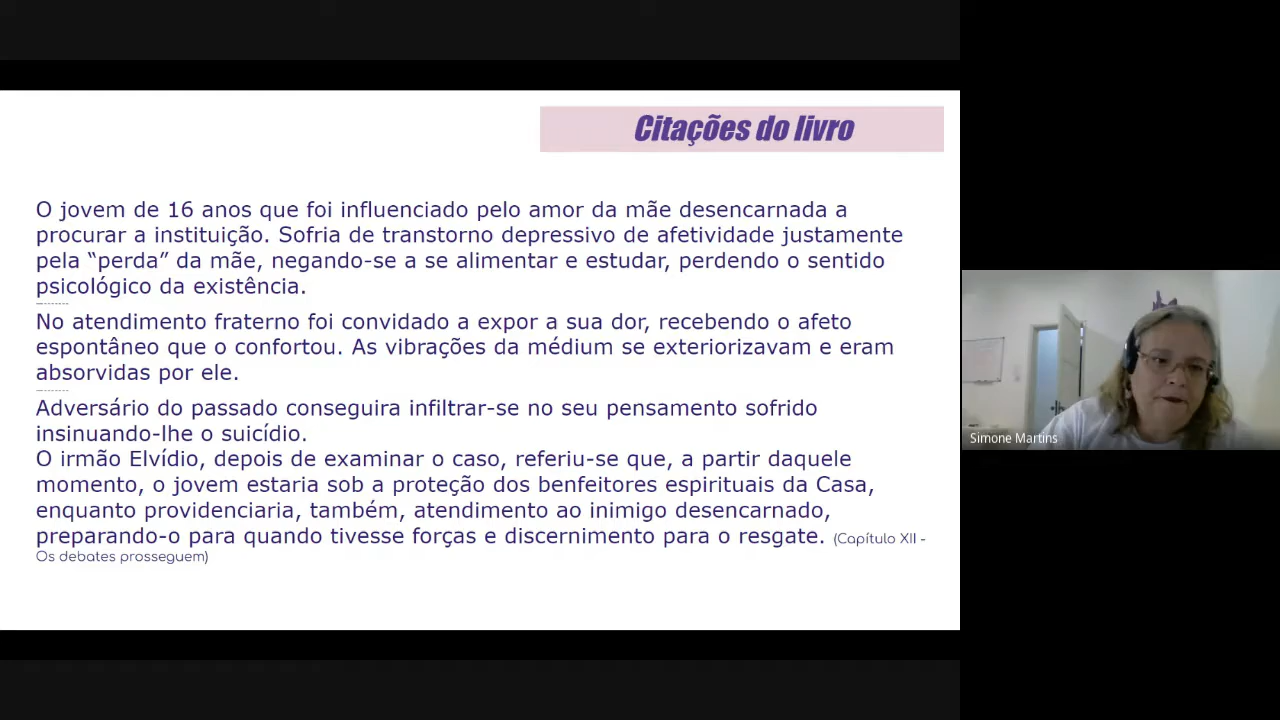 Citações do livro
O jovem de 16 anos que foi influenciado pelo amor da mãe desencarnada a
procurar a instituição. Sofria de transtorno depressivo de afetividade justamente
pela “perda” da mãe, negando-se a se alimentar e estudar, perdendo o sentido
psicológico da existência.
----------
No atendimento fraterno foi convidado a expor a sua dor, recebendo o afeto
espontâneo que o confortou. As vibrações da médium se exteriorizavam e eram
absorvidas por ele.
----------
Adversário do passado conseguira infiltrar-se no seu pensamento sofrido
insinuando-lhe o suicídio.
O irmão Elvídio, depois de examinar o caso, referiu-se que, a partir daquele
momento, o jovem estaria sob a proteção dos benfeitores espirituais da Casa,
enquanto providenciaria, também, atendimento ao inimigo desencarnado,
preparando-o para quando tivesse forças e discernimento para o resgate. (Capítulo XII -
Os debates prosseguem)
Simone Martins